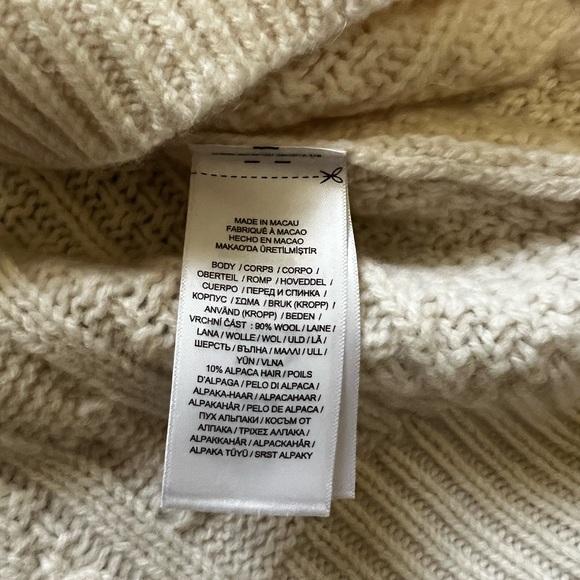 MADE IN MACAU
FABRIQUÉ À MACAO
HECHO EN MACAO
MAKAO'DA ÜRETİLMİŞTİR
BODY / CORPS / CORPO /
OBERTEIL / ROMP / HOVEDDEL /
CUERPO / ПЕРЕД И СПИНКА /
КОРПУС / ΣΩΜΑ / BRUK (KROPP) /
ANVÄND (KROPP) / BEDEN /
VRCHNÍ ČÁST : 90% WOOL / LAINE /
LANA / WOLLE / WOL / ULD / LÃ /
ШЕРСТЬ / ВЪЛНА / ΜΑΛΛΙ / ULL /
YÜN / VLNA
10% ALPACA HAIR / POILS
D'ALPAGA / PELO DI ALPACA /
ALPAKA-HAAR / ALPACAHAAR /
ALPAKAHÅR / PELO DE ALPACA /
ПУХ АЛЬПАКИ / КОСЪМ ОТ
АЛПАКА / ΤΡΙΧΕΣ ΑΛΠΑΚΑ /
ALPAKKAHÅR / ALPACKAHÅR /
ALPAKA TÜYÜ / SRST ALPAKY